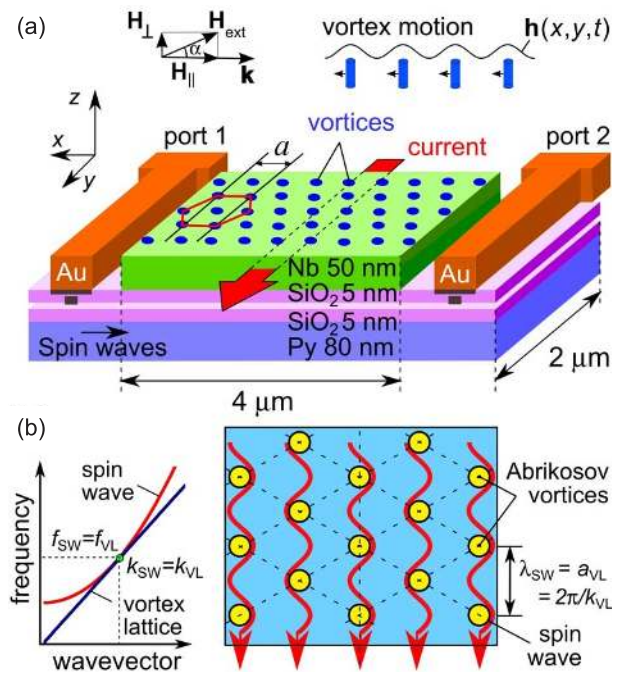 (a)
H⊥
H ext
α
H||
k
vortex motion
h(x,y,t)
z
x
y
port 1
a
vortices
current
port 2
Au
Au
Nb 50 nm
SiO₂ 5 nm
SiO₂ 5 nm
Spin waves
Py 80 nm
4 μm
2 μm
(b)
frequency
spin
wave
fSW=fVL
kSW=kVL
vortex
lattice
wavevector
Abrikosov
vortices
λSW = aVL
= 2π/kVL
spin
wave